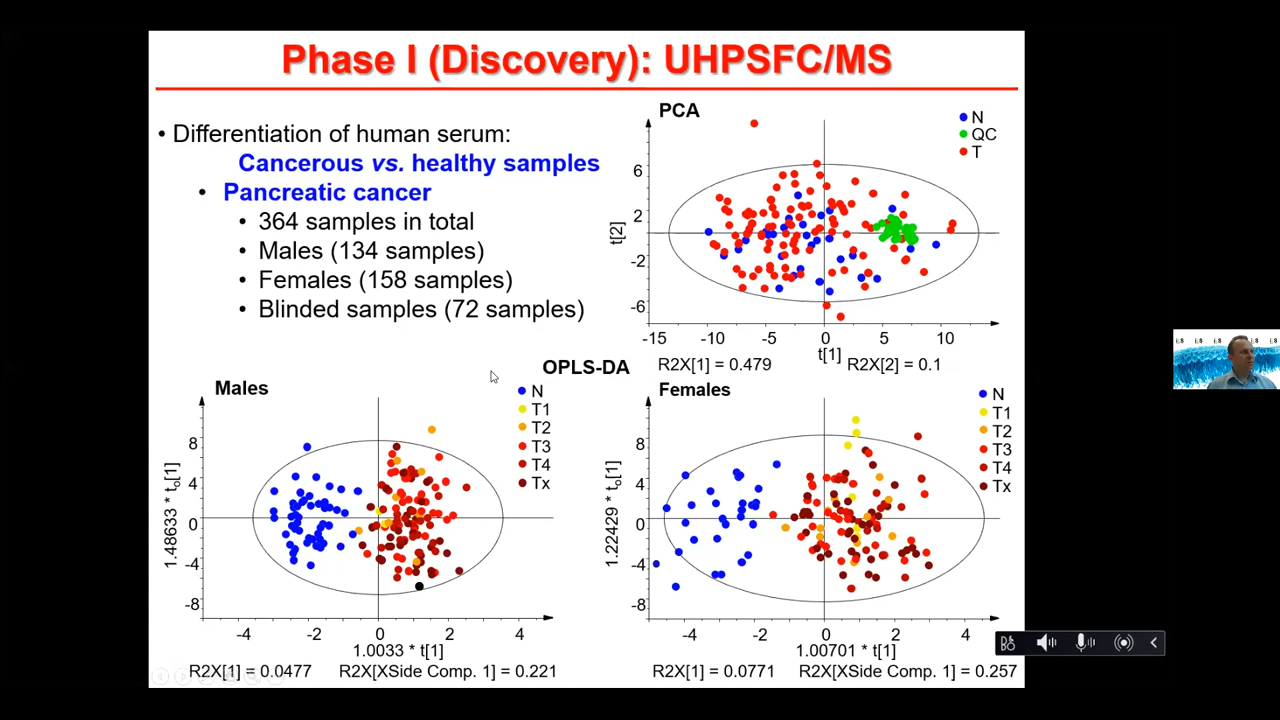 Phase I (Discovery): UHPSFC/MS
• Differentiation of human serum:
Cancerous vs. healthy samples
• Pancreatic cancer
• 364 samples in total
• Males (134 samples)
• Females (158 samples)
• Blinded samples (72 samples)
PCA
N
QC
T
t[2]
6
2
-2
-6
-15 -10 -5 0 5 10
t[1]
R2X[1] = 0.479 R2X[2] = 0.1
OPLS-DA
Males
N
T1
T2
T3
T4
Tx
1.48633 * to[1]
8
4
0
-4
-8
-4 -2 0 2 4
1.0033 * t[1]
R2X[1] = 0.0477 R2X[XSide Comp. 1] = 0.221
Females
N
T1
T2
T3
T4
Tx
1.22429 * to[1]
8
4
0
-4
-8
-4 -2 0 2 4
1.00701 * t[1]
R2X[1] = 0.0771 R2X[XSide Comp. 1] = 0.257